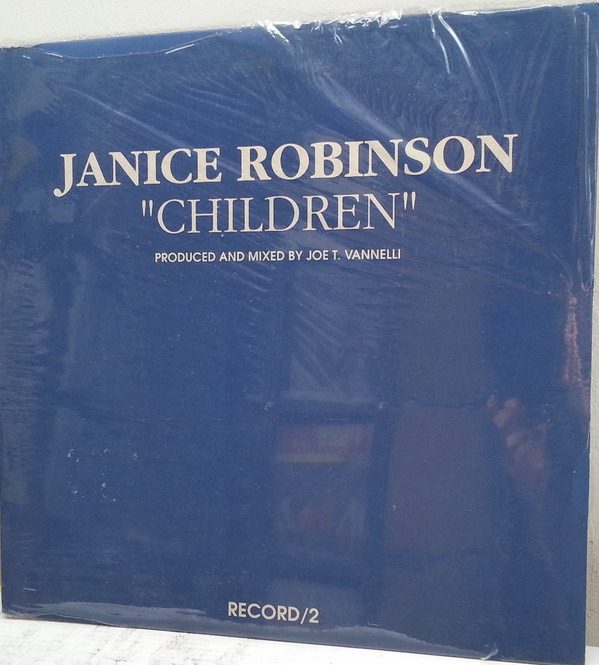 JANICE ROBINSON
"CHILDREN"
PRODUCED AND MIXED BY JOE T. VANNELLI
RECORD/2